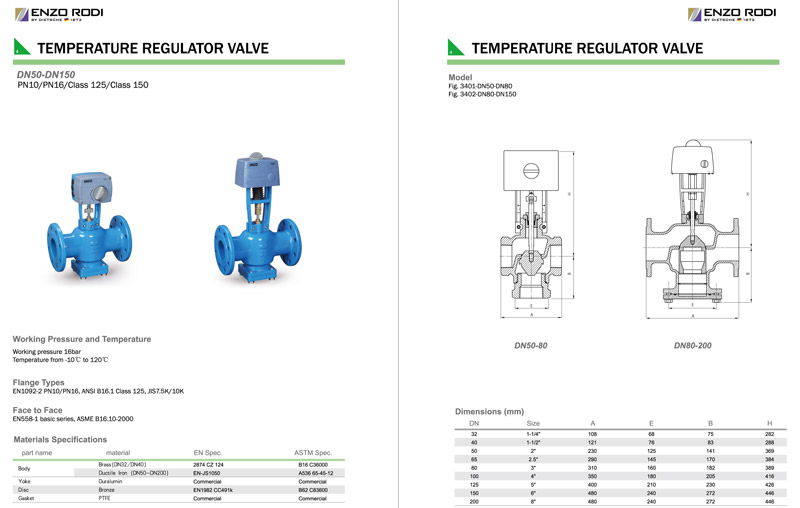 ENZO RODI
BY DIETSCHE 1973
TEMPERATURE REGULATOR VALVE
DN50-DN150
PN10/PN16/Class 125/Class 150
Working Pressure and Temperature
Working pressure 16bar
Temperature from -10℃ to 120℃
Flange Types
EN1092-2 PN10/PN16, ANSI B16.1 Class 125, JIS7.5K/10K
Face to Face
EN558-1 basic series, ASME B16.10-2000
Materials Specifications
part name material EN Spec. ASTM Spec.
Body Brass(DN32/DN40) 2874 CZ 124 B16 C36000
Ductile Iron (DN50-DN200) EN-JS1050 A536 65-45-12
Yoke Duralumin Commercial Commercial
Disc Bronze EN1982 CC491k B62 C83600
Gasket PTFE Commercial Commercial
ENZO RODI
BY DIETSCHE 1973
TEMPERATURE REGULATOR VALVE
Model
Fig. 3401-DN50-DN80
Fig. 3402-DN80-DN150
H
B
E
A
H
B
E
A
DN50-80 DN80-200
Dimensions (mm)
DN Size A E B H
32 1-1/4" 108 68 75 282
40 1-1/2" 121 76 83 288
50 2" 230 125 141 369
65 2.5" 290 145 170 384
80 3" 310 160 182 389
100 4" 350 180 205 416
125 5" 400 210 230 426
150 6" 480 240 272 446
200 8" 480 240 272 446